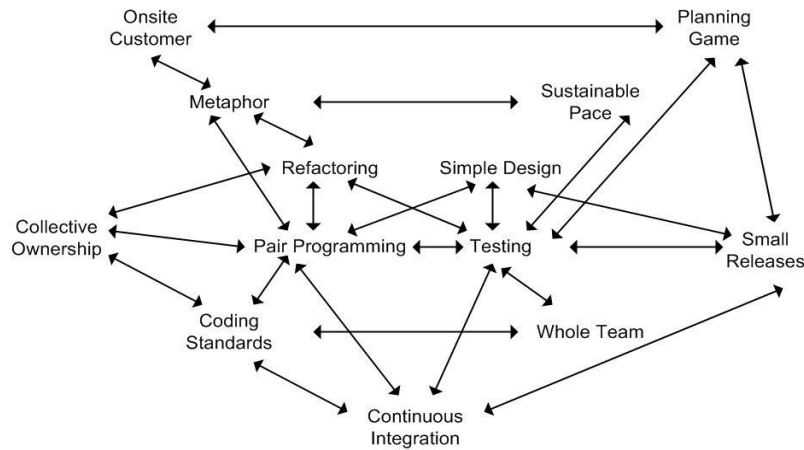 Onsite
Customer
Planning
Game
Metaphor
Sustainable
Pace
Refactoring
Simple Design
Collective
Ownership
Pair Programming
Testing
Small
Releases
Coding
Standards
Whole Team
Continuous
Integration